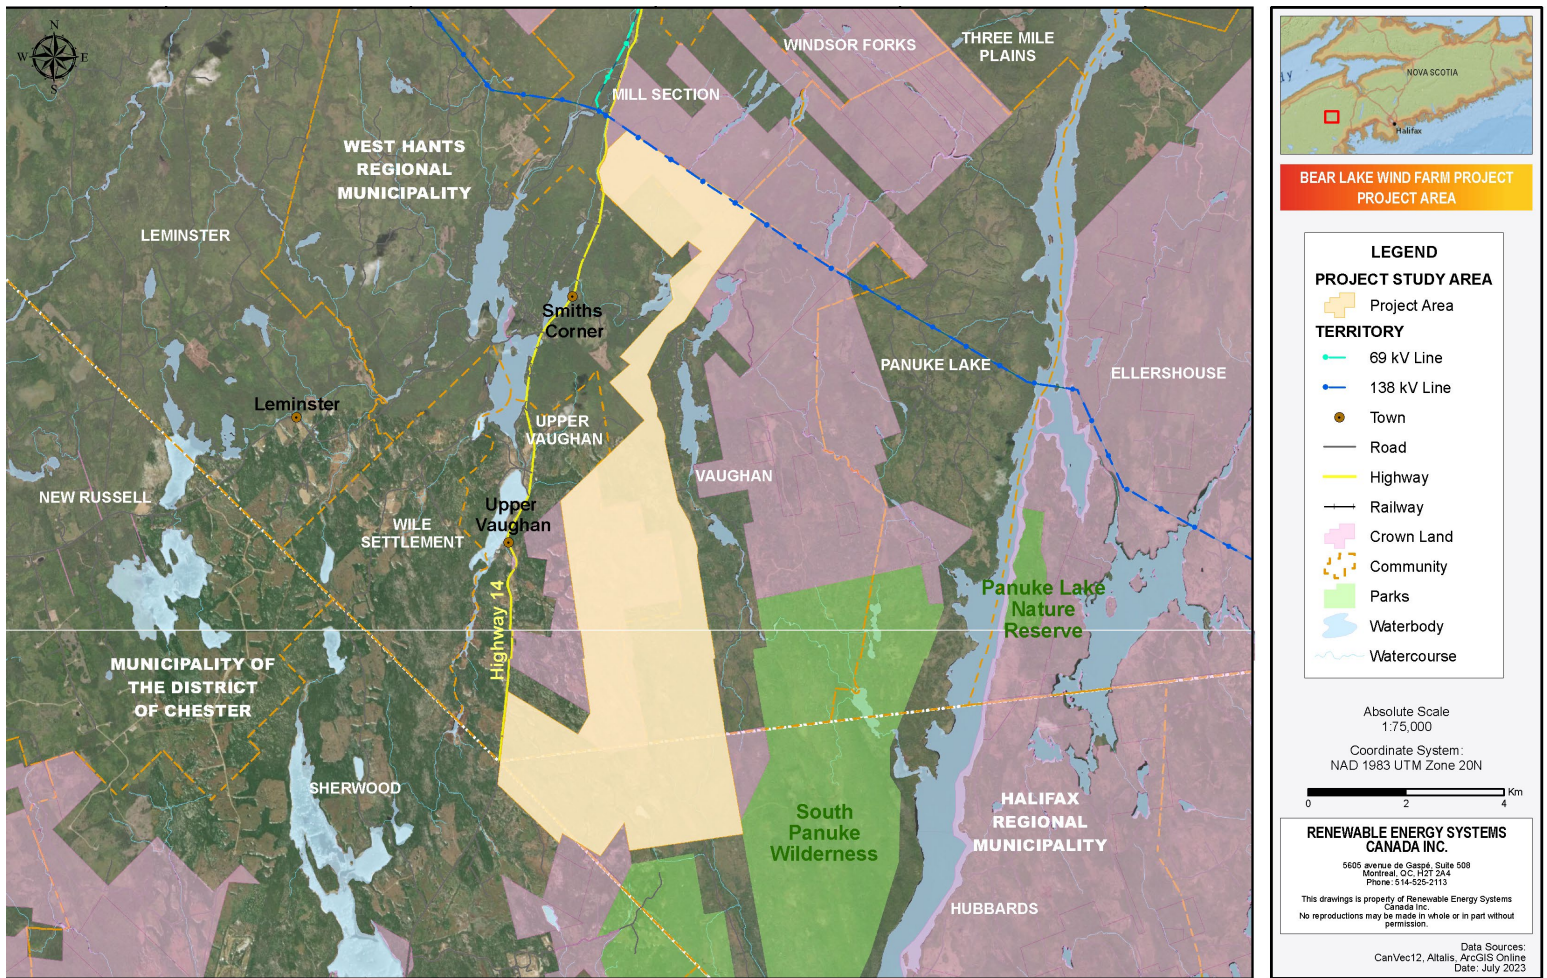 N
W
E
S
WINDSOR FORKS
THREE MILE
PLAINS
MILL SECTION
WEST HANTS
REGIONAL
MUNICIPALITY
LEMINSTER
Smiths
Corner
PANUKE LAKE
ELLERSHOUSE
Leminster
UPPER
VAUGHAN
VAUGHAN
NEW RUSSELL
Upper
Vaughan
WILE
SETTLEMENT
Highway 14
Panuke Lake
Nature
Reserve
MUNICIPALITY OF
THE DISTRICT
OF CHESTER
SHERWOOD
South
Panuke
Wilderness
HALIFAX
REGIONAL
MUNICIPALITY
HUBBARDS
NOVA SCOTIA
Halifax
BEAR LAKE WIND FARM PROJECT
PROJECT AREA
LEGEND
PROJECT STUDY AREA
Project Area
TERRITORY
69 kV Line
138 kV Line
Town
Road
Highway
Railway
Crown Land
Community
Parks
Waterbody
Watercourse
Absolute Scale
1:75,000
Coordinate System:
NAD 1983 UTM Zone 20N
0 2 4 Km
RENEWABLE ENERGY SYSTEMS
CANADA INC.
5605 avenue de Gaspé, Suite 508
Montreal, QC, H2T 2A4
Phone: 514-525-2113
This drawings is property of Renewable Energy Systems
Canada Inc.
No reproductions may be made in whole or in part without
permission.
Data Sources:
CanVec12, Altalis, ArcGIS Online
Date: July 2023